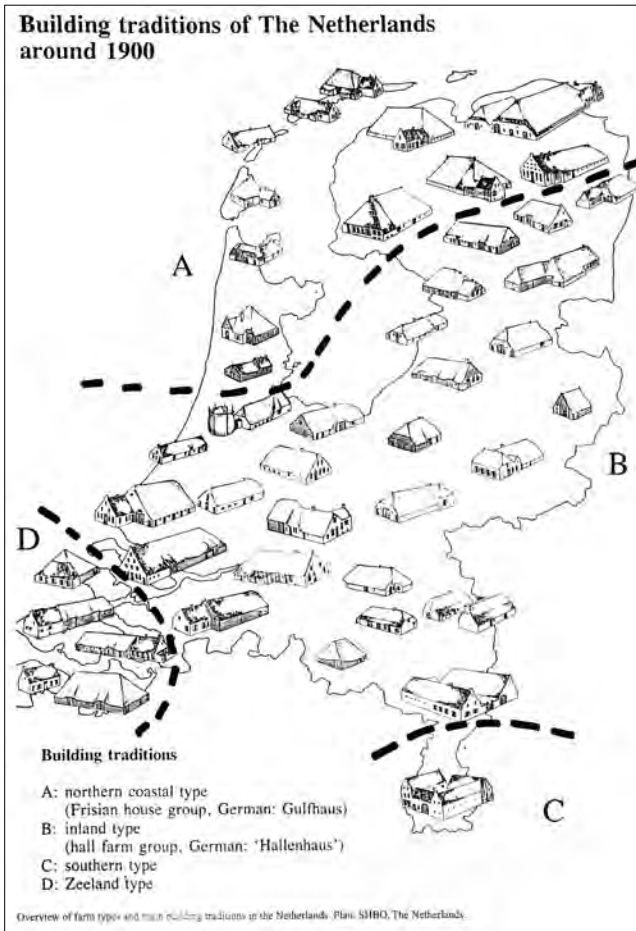 Building traditions of The Netherlands
around 1900
A
B
D
C
Building traditions
A: northern coastal type
(Frisian house group, German: Gulfhaus)
B: inland type
(hall farm group, German: 'Hallenhaus')
C: southern type
D: Zeeland type
Overview of farm types and main building traditions in the Netherlands. Plan: SHBO, The Netherlands